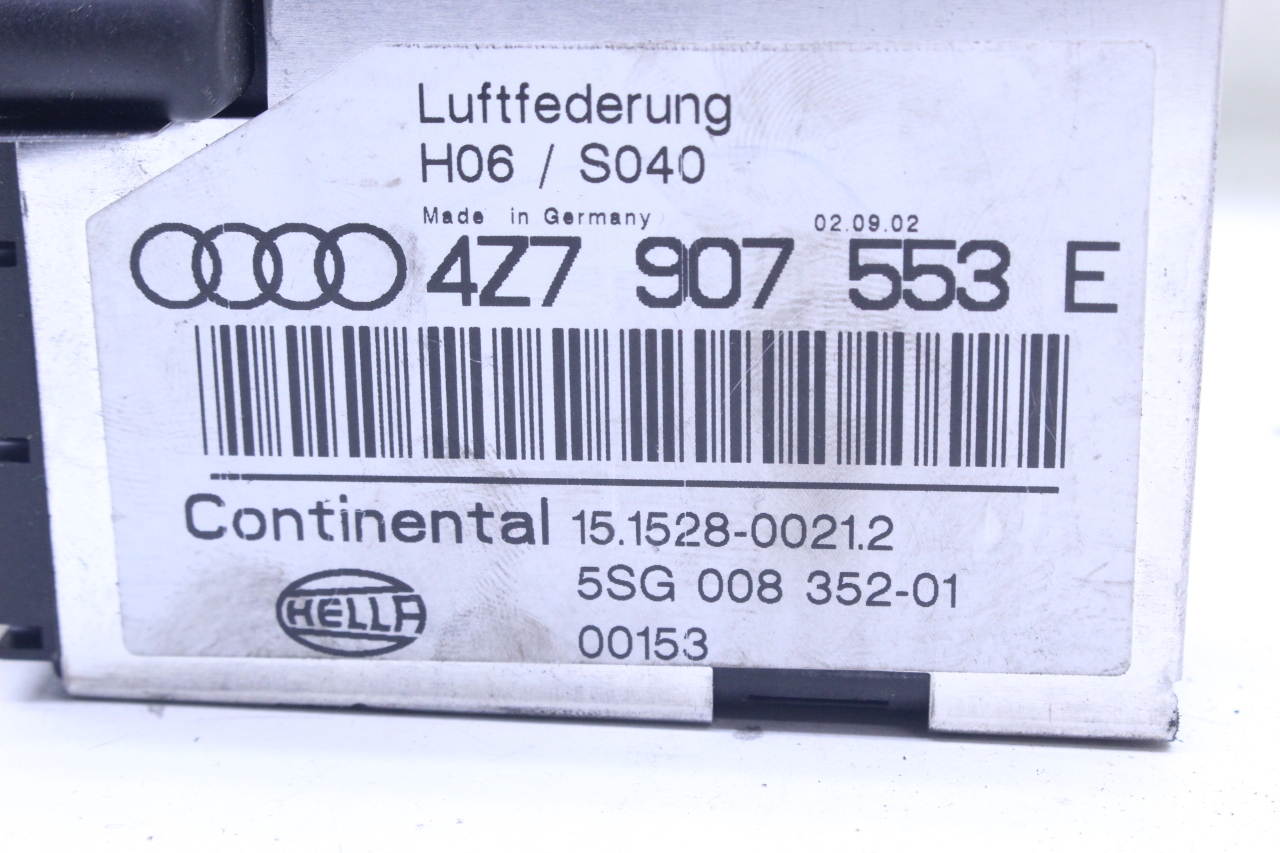 Luftfederung
H06 / S040
Made in Germany 02.09.02
4Z7 907 553 E
Continental 15.1528-0021.2
HELLA 5SG 008 352-01
00153